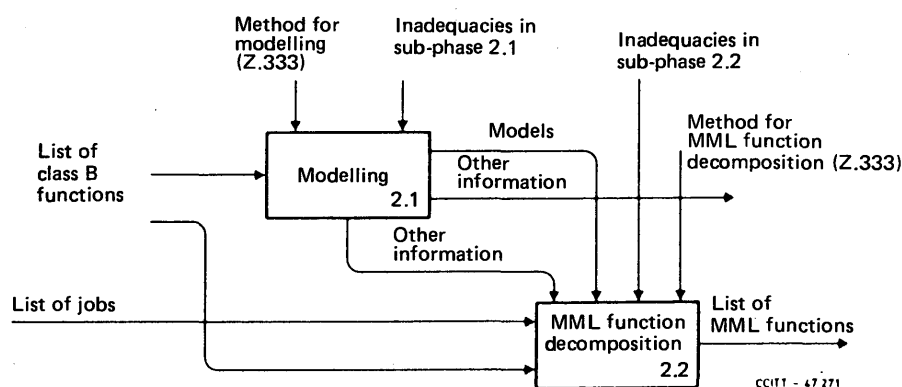 Method for
modelling
(Z.333)
Inadequacies in
sub-phase 2.1
Inadequacies in
sub-phase 2.2
Method for
MML function
decomposition (Z.333)
List of
class B
functions
Modelling
2.1
Models
Other
information
Other
information
List of jobs
MML function
decomposition
2.2
List of
MML functions
CCITT - 47 271